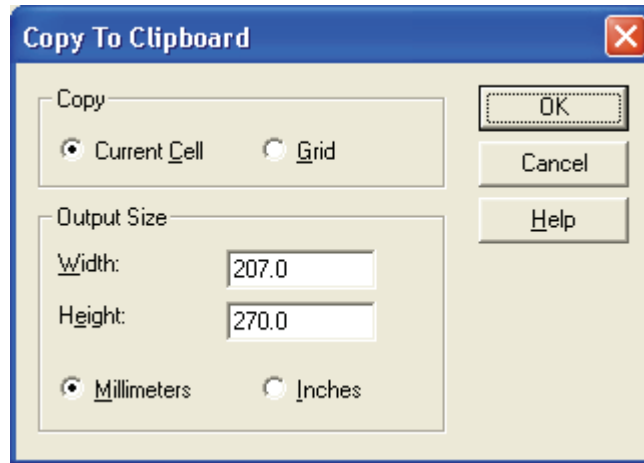 Copy To Clipboard
Copy
Current Cell
Grid
OK
Cancel
Help
Output Size
Width:
207.0
Height:
270.0
Millimeters
Inches